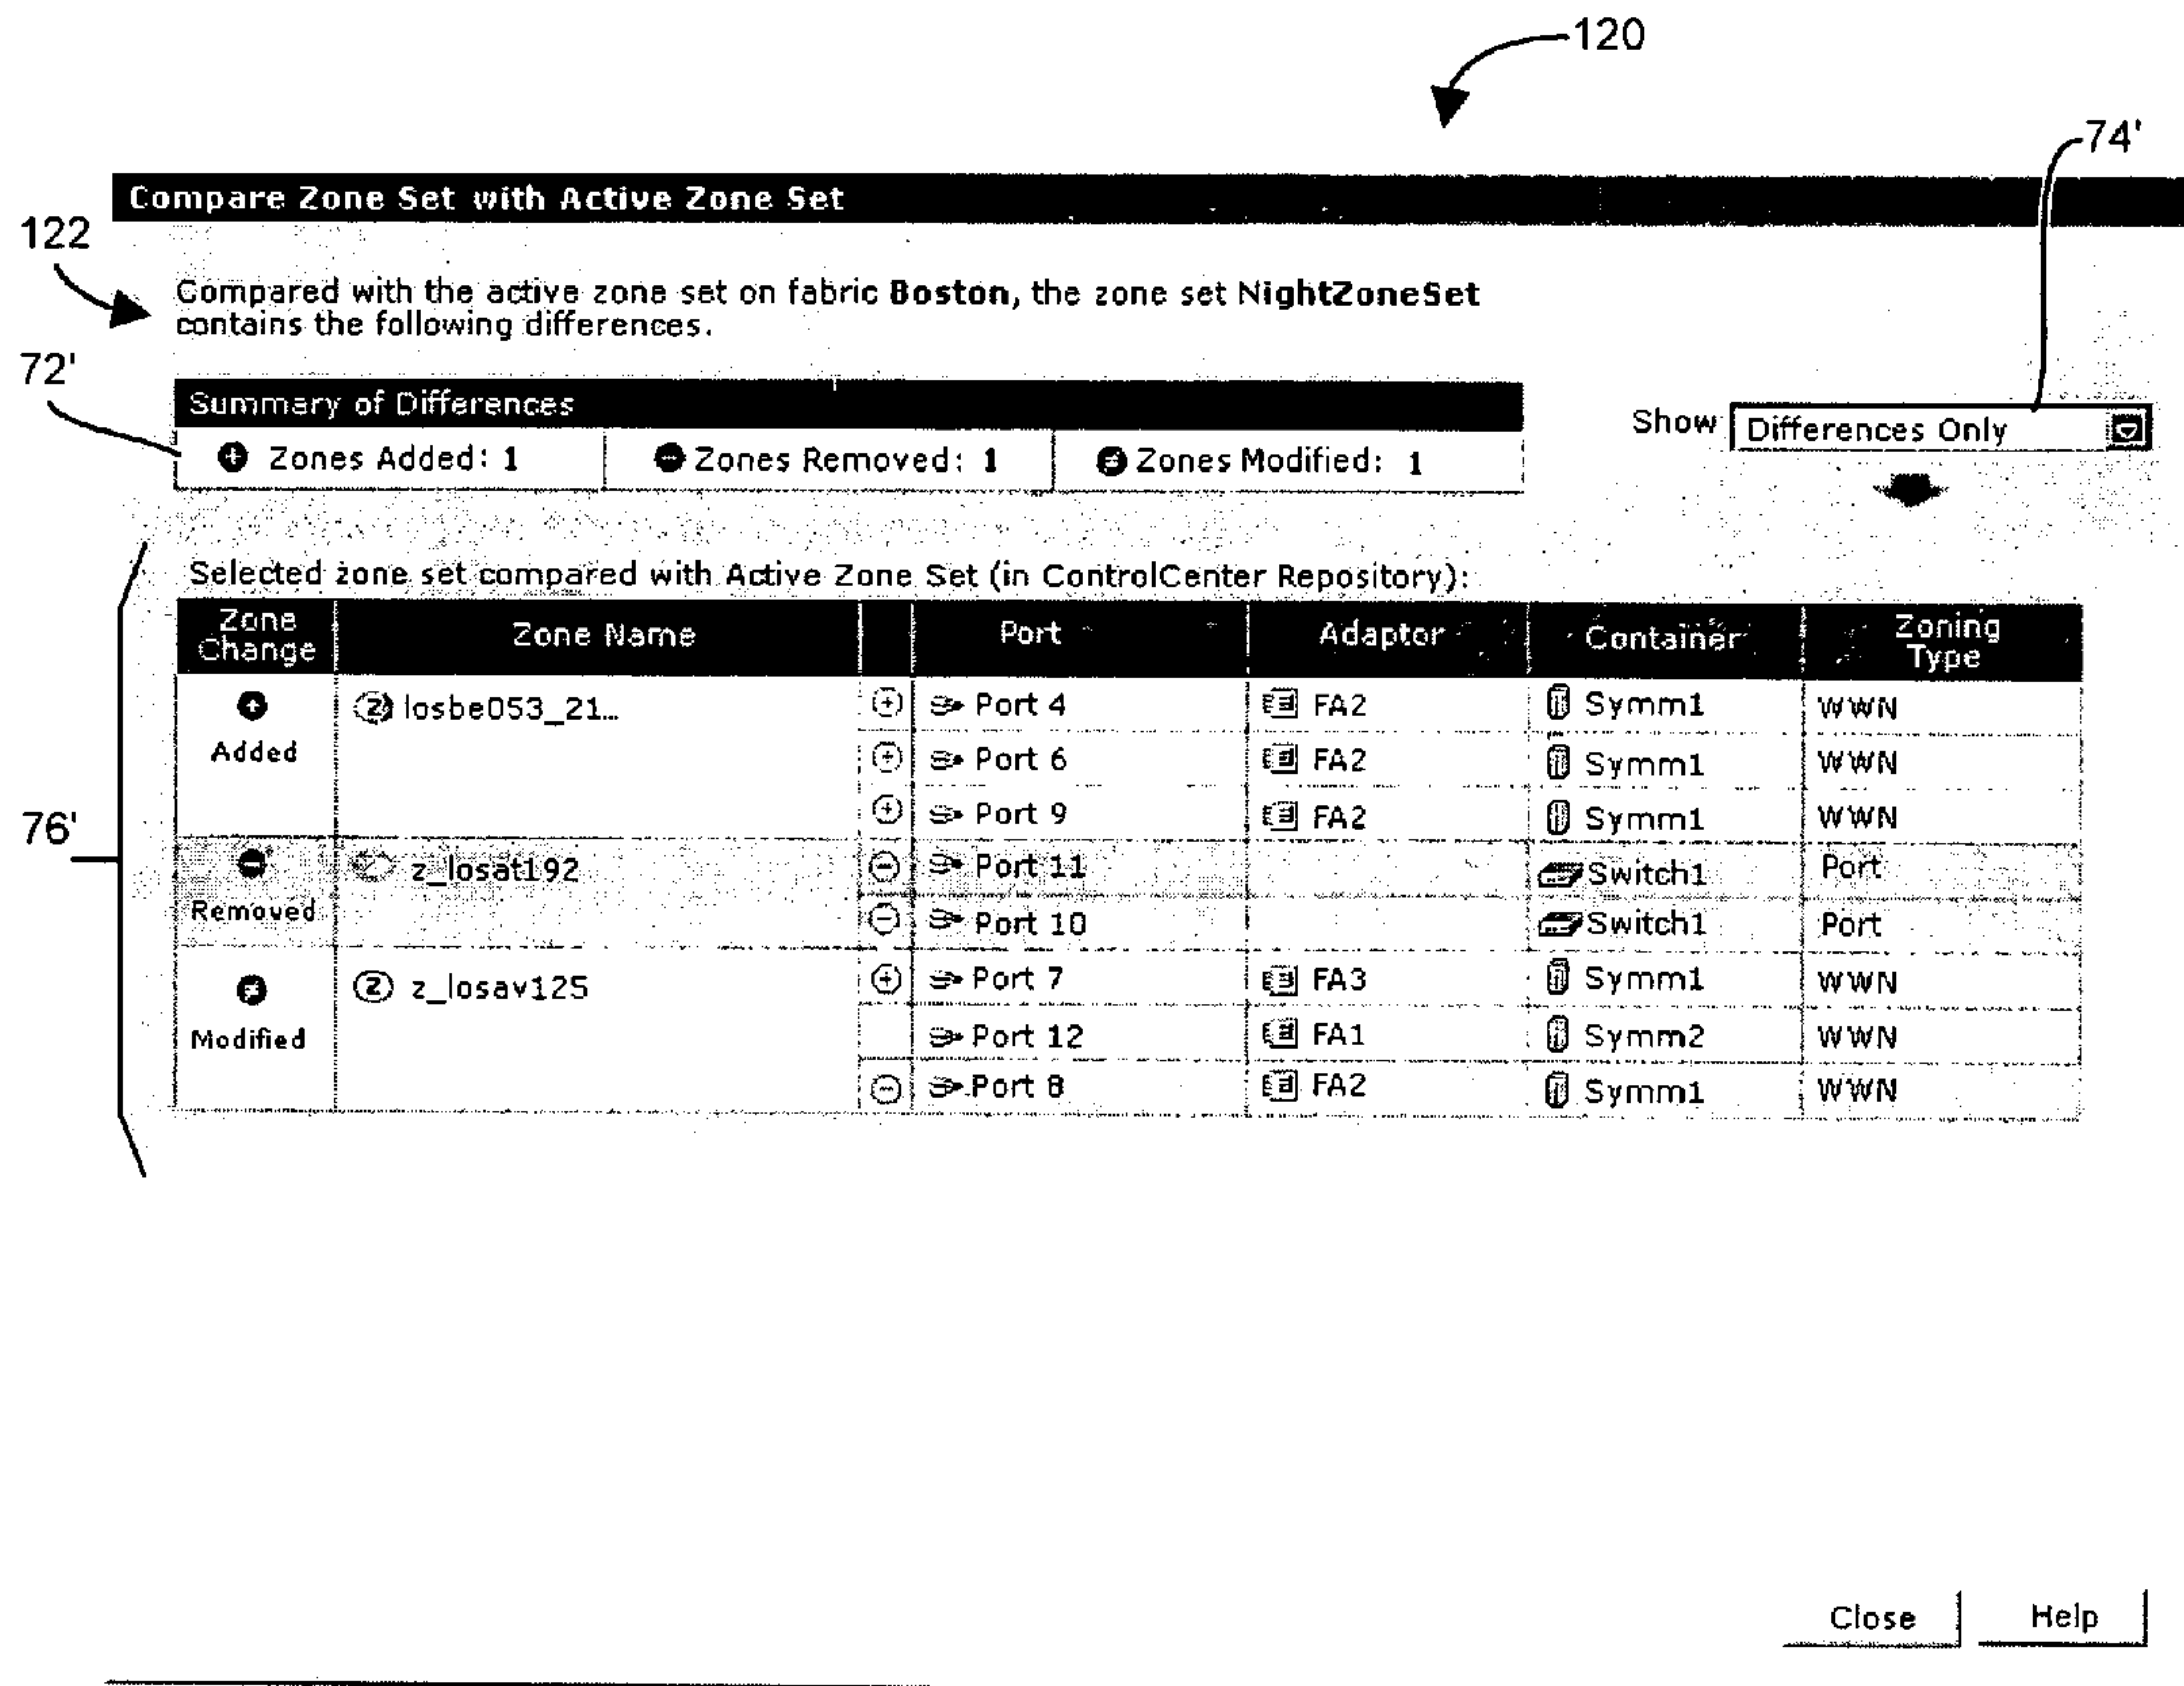 120
74'
Compare Zone Set with Active Zone Set
122
Compared with the active zone set on fabric Boston, the zone set NightZoneSet
contains the following differences.
72'
Summary of Differences
Zones Added: 1 Zones Removed: 1 Zones Modified: 1
Show Differences Only
Selected zone set compared with Active Zone Set (in ControlCenter Repository):
Zone Change Zone Name Port Adaptor Container Zoning Type
Added losbe053_21... Port 4 FA2 Symm1 WWN
Port 6 FA2 Symm1 WWN
Port 9 FA2 Symm1 WWN
76'
Removed z_losat192 Port 11 Switch1 Port
Port 10 Switch1 Port
Modified z_losav125 Port 7 FA3 Symm1 WWN
Port 12 FA1 Symm2 WWN
Port 8 FA2 Symm1 WWN
Close Help